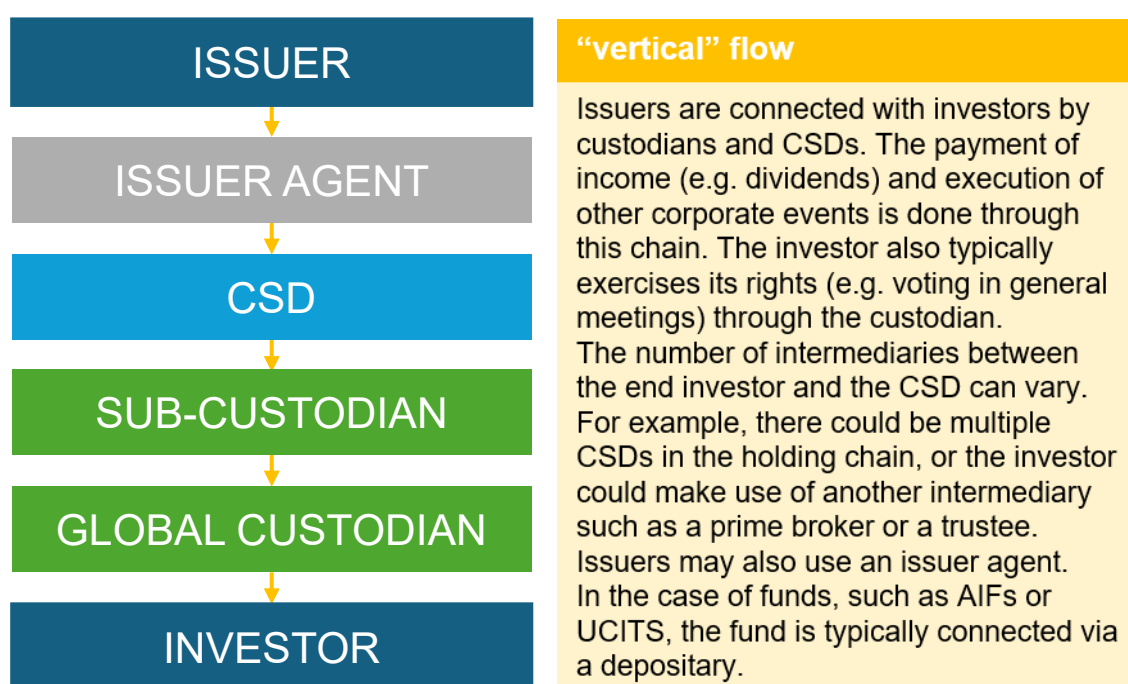 ISSUER
ISSUER AGENT
CSD
SUB-CUSTODIAN
GLOBAL CUSTODIAN
INVESTOR
“vertical” flow
Issuers are connected with investors by
custodians and CSDs. The payment of
income (e.g. dividends) and execution of
other corporate events is done through
this chain. The investor also typically
exercises its rights (e.g. voting in general
meetings) through the custodian.
The number of intermediaries between
the end investor and the CSD can vary.
For example, there could be multiple
CSDs in the holding chain, or the investor
could make use of another intermediary
such as a prime broker or a trustee.
Issuers may also use an issuer agent.
In the case of funds, such as AIFs or
UCITS, the fund is typically connected via
a depositary.